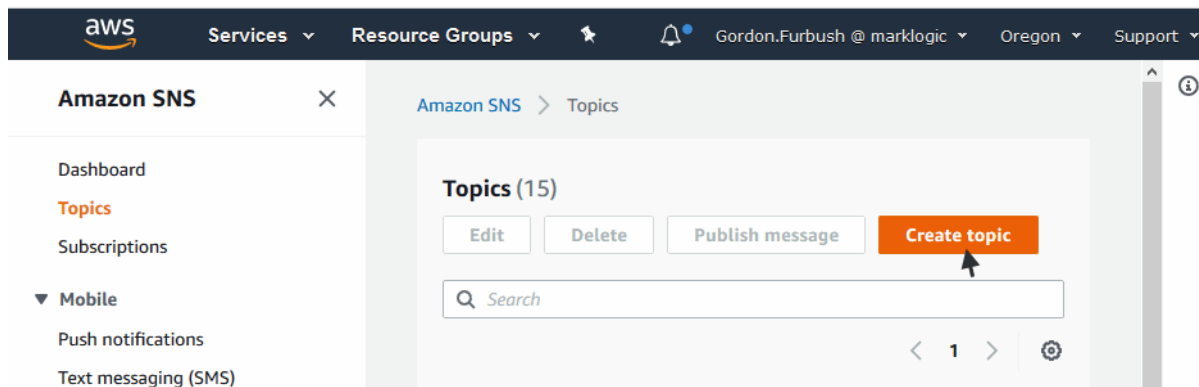 aws Services Resource Groups Gordon.Furbush @ marklogic Oregon Support
Amazon SNS
Amazon SNS > Topics
Dashboard
Topics
Subscriptions
Mobile
Push notifications
Text messaging (SMS)
Topics (15)
Edit Delete Publish message Create topic
Search
< 1 >